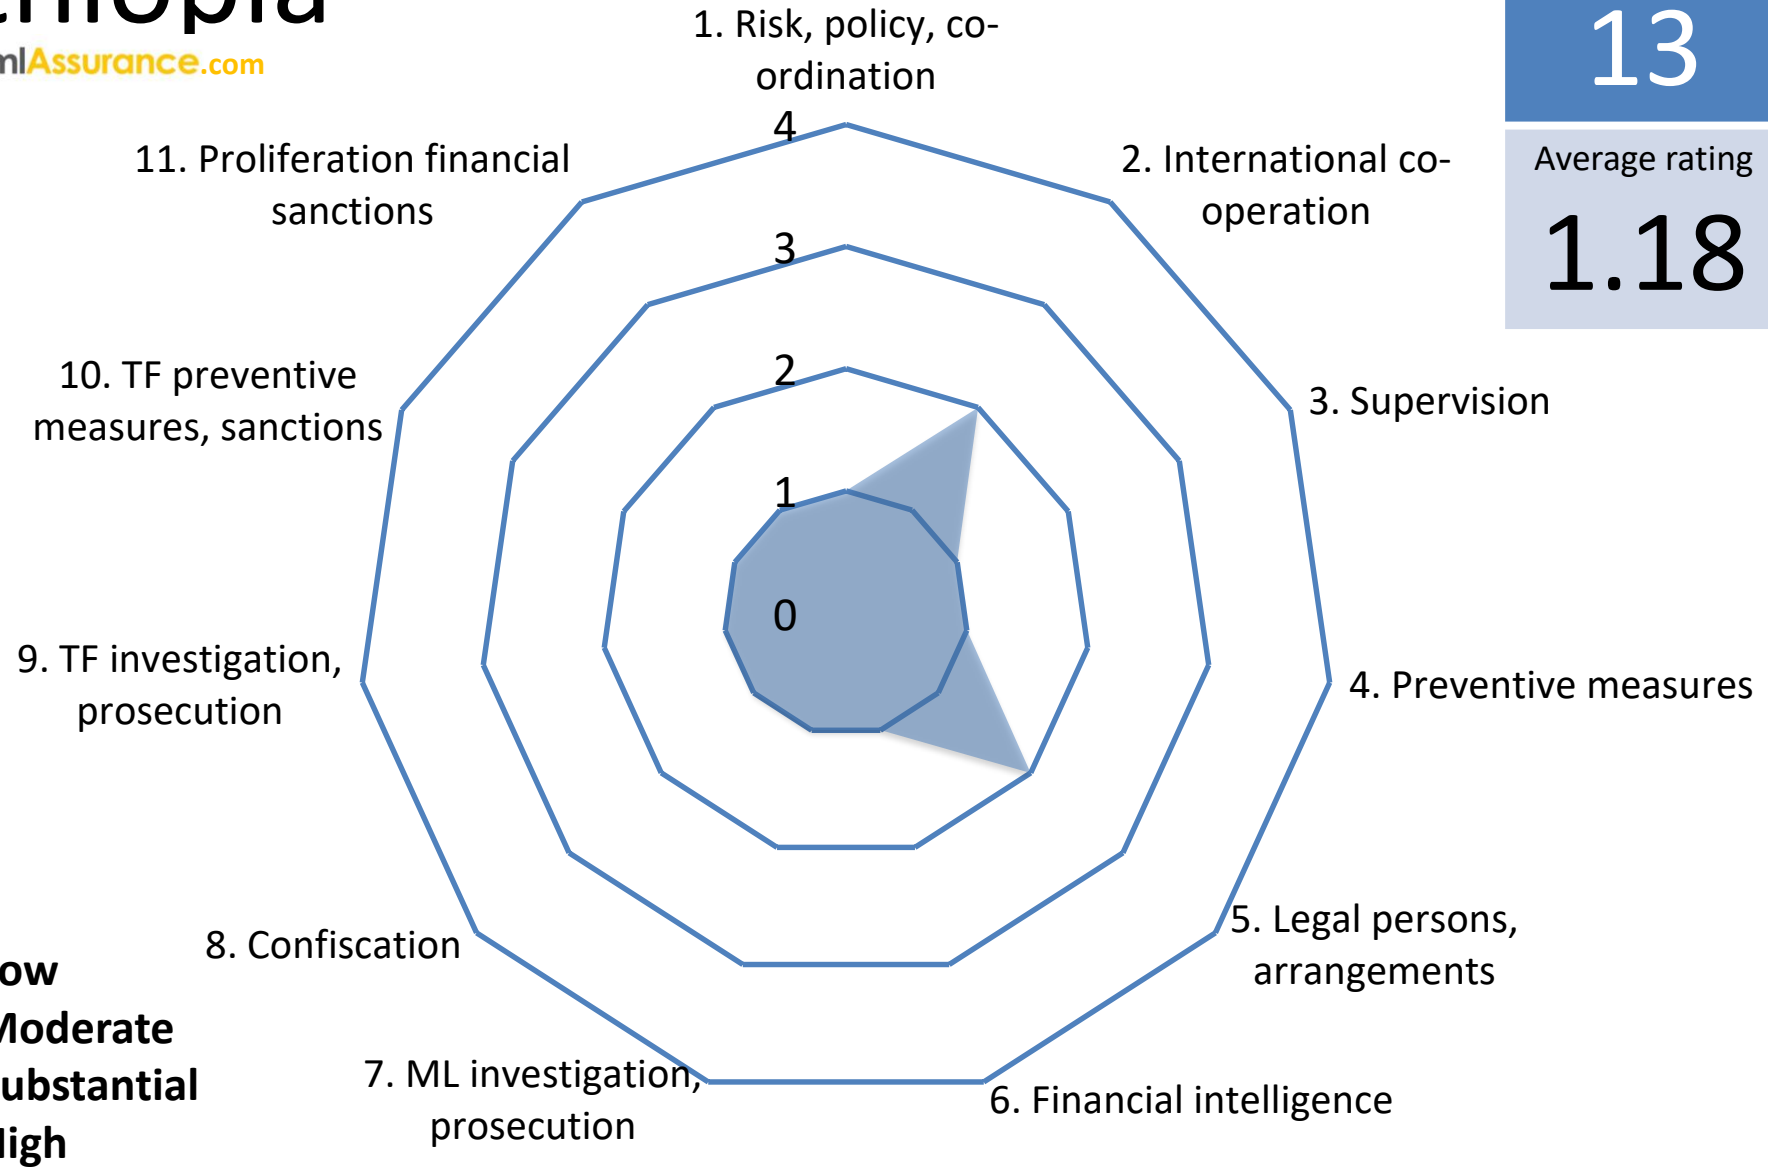 thiopia
mlAssurance.com
13
Average rating
1.18
1. Risk, policy, co-
ordination
2. International co-
operation
3. Supervision
4. Preventive measures
5. Legal persons,
arrangements
6. Financial intelligence
7. ML investigation,
prosecution
8. Confiscation
9. TF investigation,
prosecution
10. TF preventive
measures, sanctions
11. Proliferation financial
sanctions
4
3
2
1
0
ow
Moderate
ubstantial
High